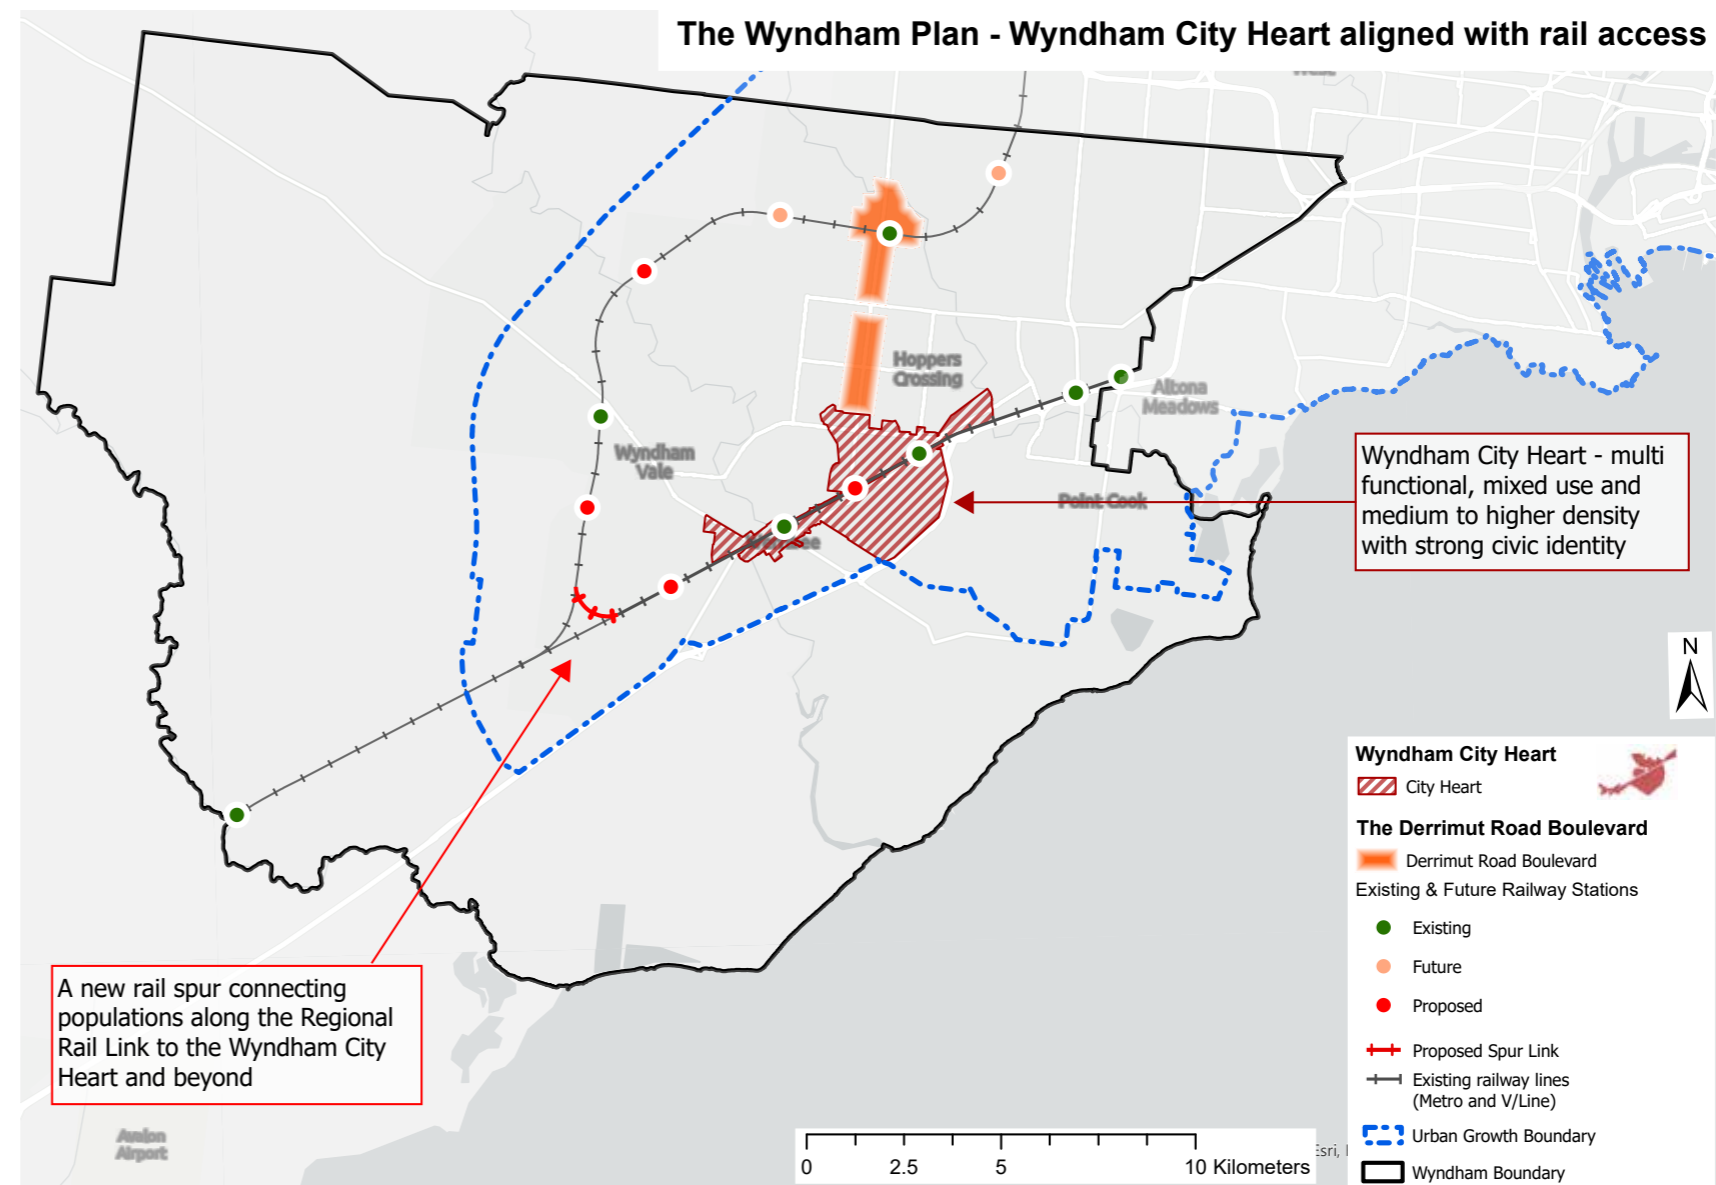 The Wyndham Plan - Wyndham City Heart aligned with rail access
Hoppers
Crossing
Altona
Meadows
Wyndham
Vale
Point Cook
Wyndham City Heart - multi
functional, mixed use and
medium to higher density
with strong civic identity
N
A new rail spur connecting
populations along the Regional
Rail Link to the Wyndham City
Heart and beyond
Avalon
Airport
Wyndham City Heart
City Heart
The Derrimut Road Boulevard
Derrimut Road Boulevard
Existing & Future Railway Stations
Existing
Future
Proposed
Proposed Spur Link
Existing railway lines
(Metro and V/Line)
Urban Growth Boundary
Wyndham Boundary
0 2.5 5 10 Kilometers
Esri,